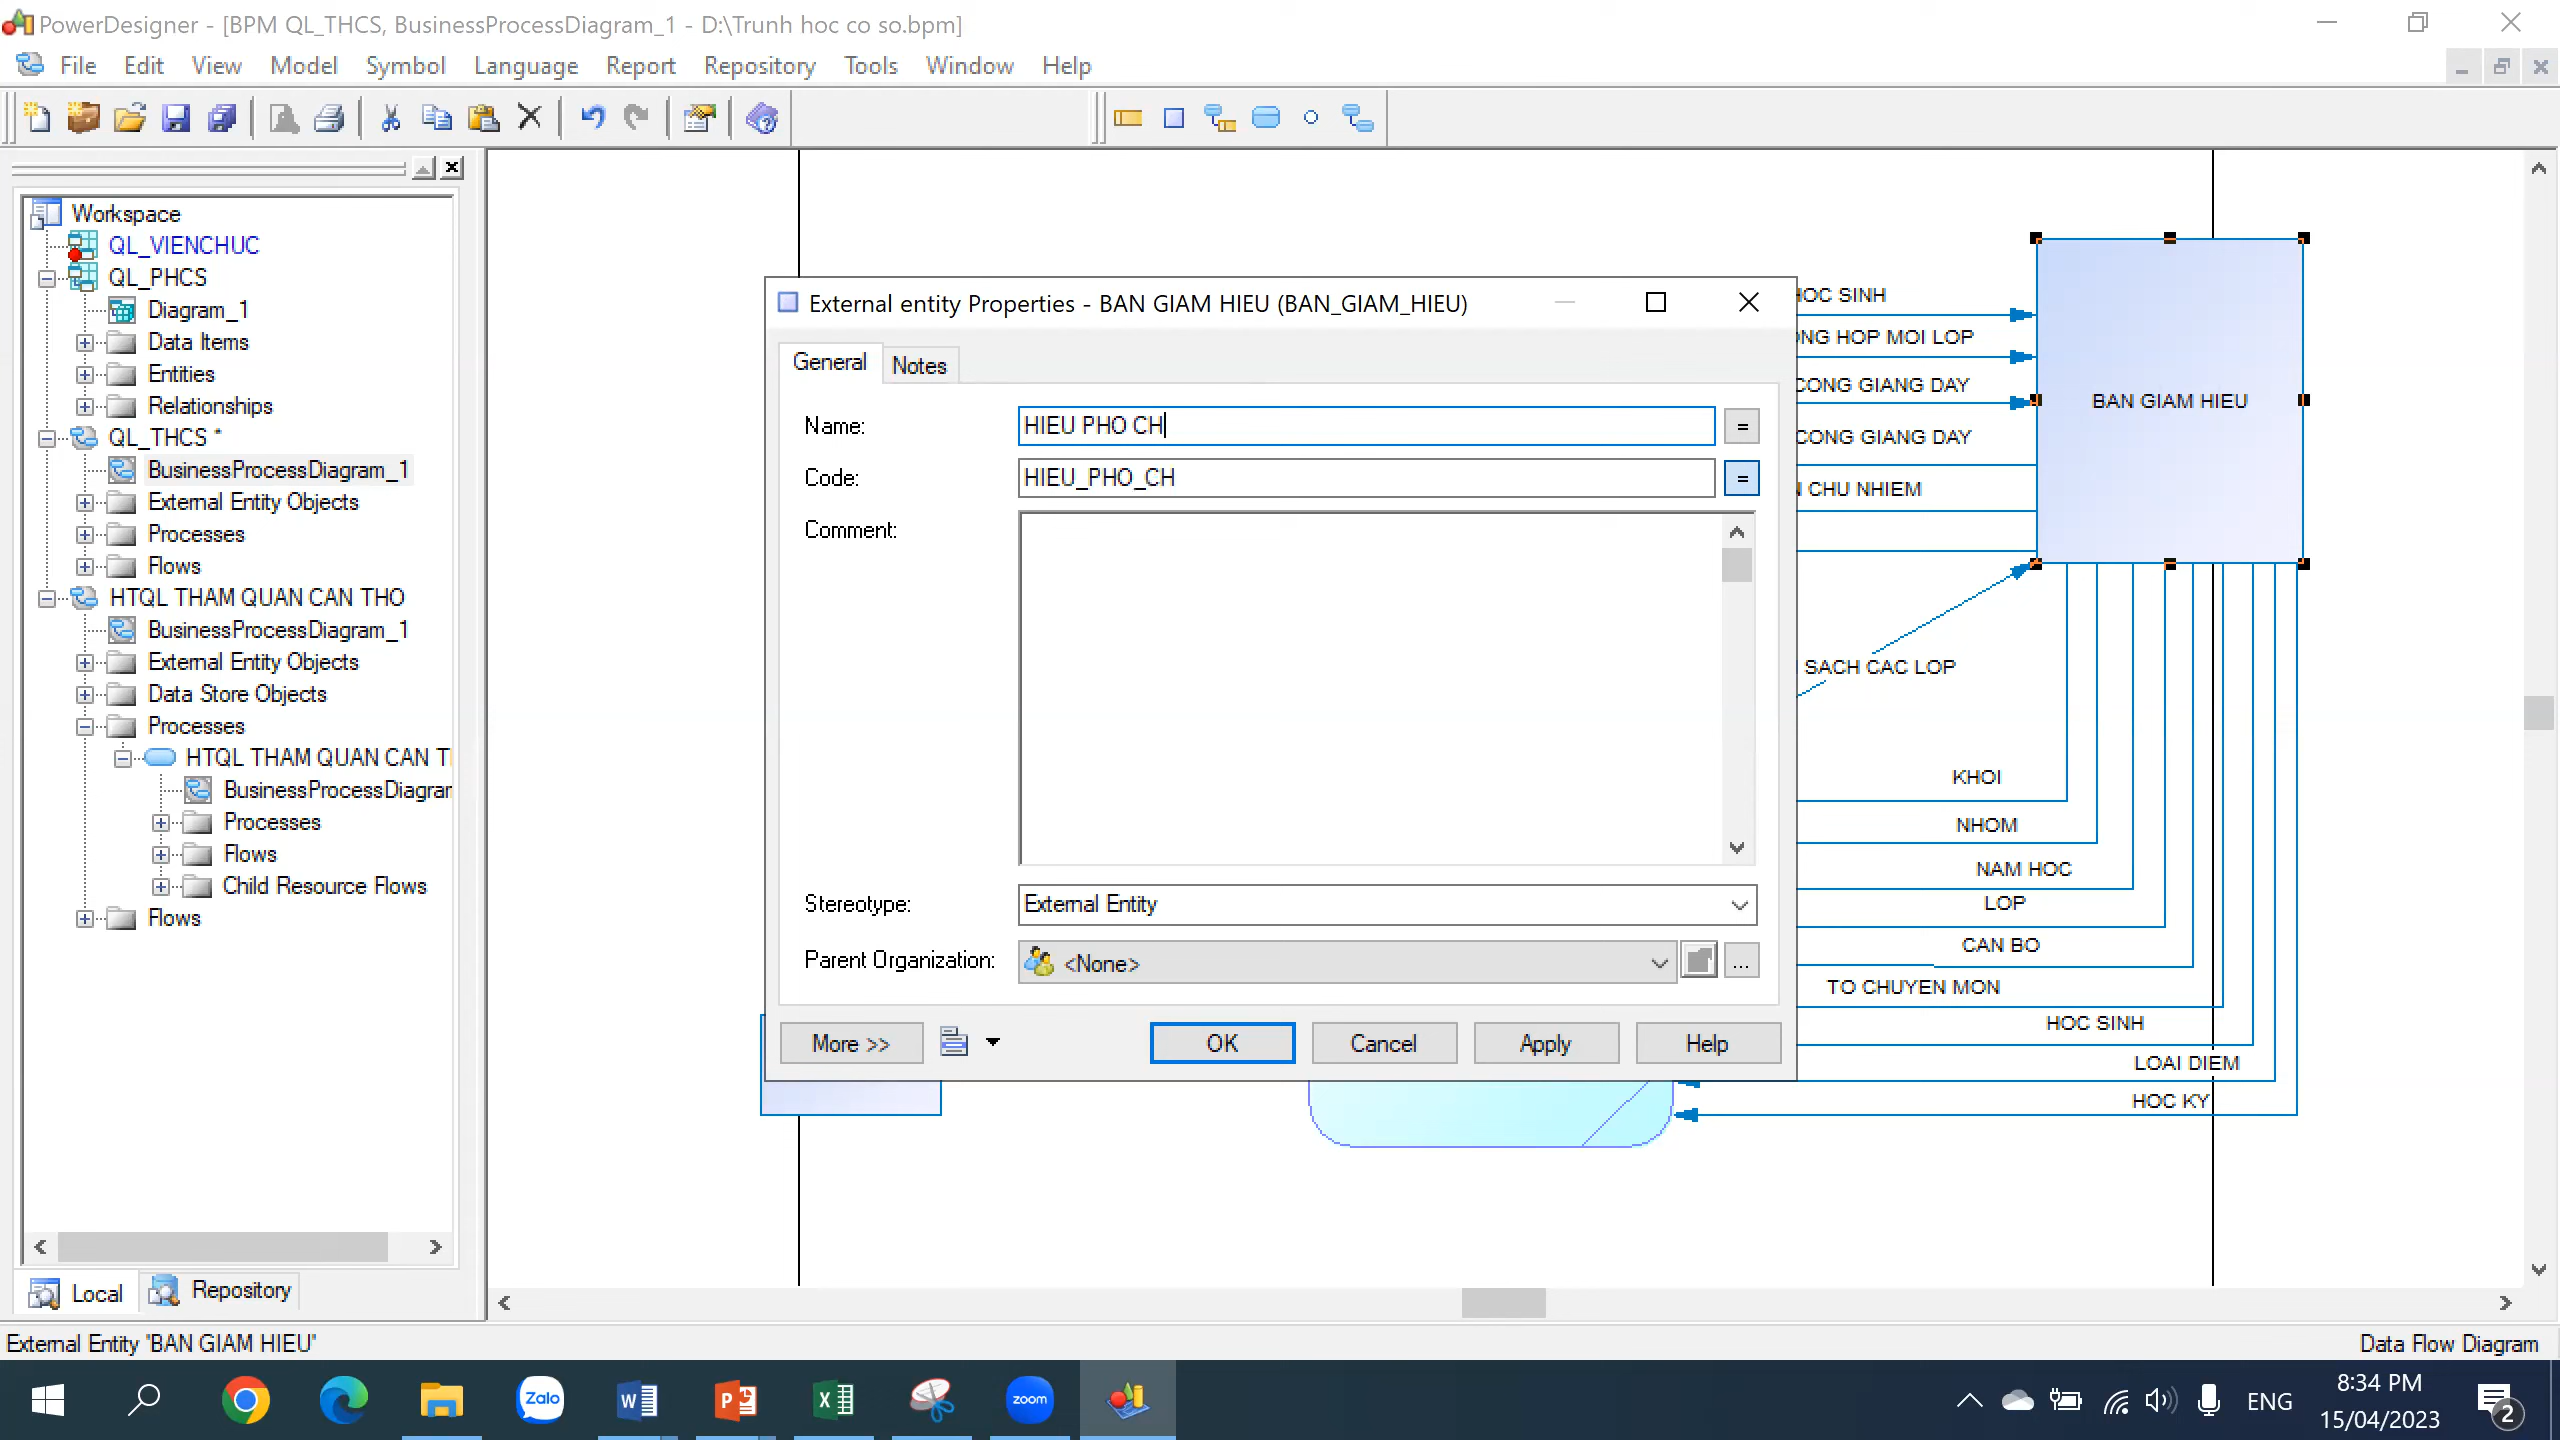 PowerDesigner - [BPM QL_THCS, BusinessProcessDiagram_1 - D:\Trunh hoc co so.bpm]
File Edit View Model Symbol Language Report Repository Tools Window Help
Workspace
QL_VIENCHUC
QL_PHCS
Diagram_1
Data Items
Entities
Relationships
QL_THCS *
BusinessProcessDiagram_1
External Entity Objects
Processes
Flows
HTQL THAM QUAN CAN THO
BusinessProcessDiagram_1
External Entity Objects
Data Store Objects
Processes
HTQL THAM QUAN CAN T
BusinessProcessDiagra
Processes
Flows
Child Resource Flows
Flows
Local
Repository
External entity Properties - BAN GIAM HIEU (BAN_GIAM_HIEU)
General
Notes
Name:
HIEU PHO CH
=
Code:
HIEU_PHO_CH
=
Comment:
Stereotype:
External Entity
Parent Organization:
<None>
...
More >>
OK
Cancel
Apply
Help
HOC SINH
ONG HOP MOI LOP
CONG GIANG DAY
CONG GIANG DAY
N CHU NHIEM
BAN GIAM HIEU
SACH CAC LOP
KHOI
NHOM
NAM HOC
LOP
CAN BO
TO CHUYEN MON
HOC SINH
LOAI DIEM
HOC KY
External Entity 'BAN GIAM HIEU'
Data Flow Diagram
Zalo
zoom
ENG
8:34 PM
15/04/2023
2